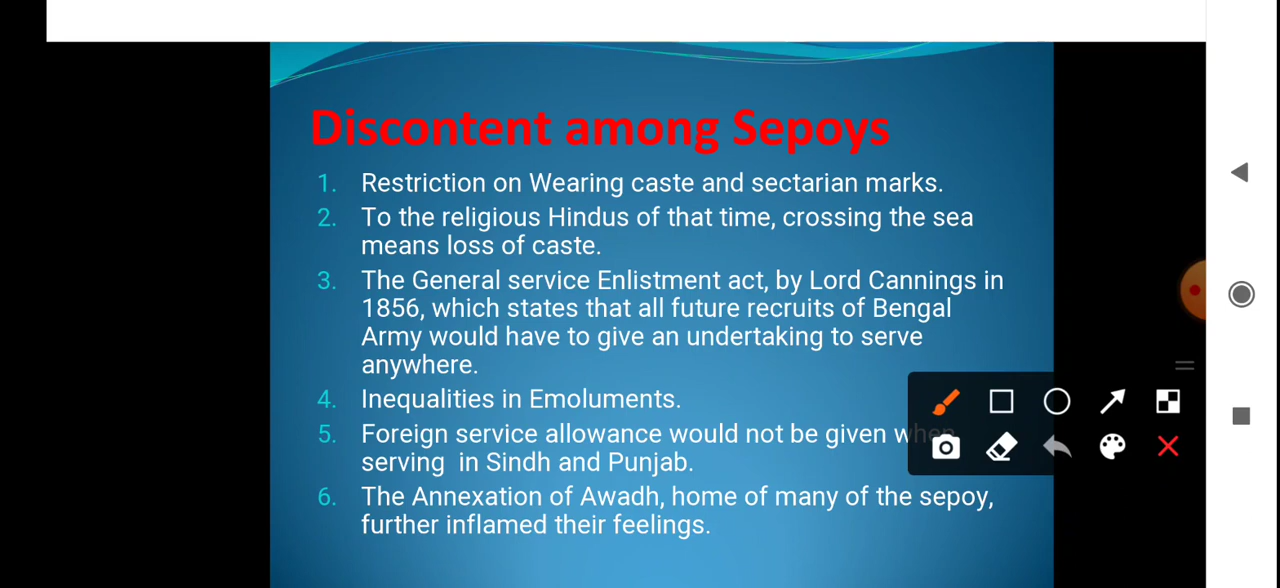 Discontent among Sepoys
1. Restriction on Wearing caste and sectarian marks.
2. To the religious Hindus of that time, crossing the sea
means loss of caste.
3. The General service Enlistment act, by Lord Cannings in
1856, which states that all future recruits of Bengal
Army would have to give an undertaking to serve
anywhere.
4. Inequalities in Emoluments.
5. Foreign service allowance would not be given when
serving in Sindh and Punjab.
6. The Annexation of Awadh, home of many of the sepoy,
further inflamed their feelings.